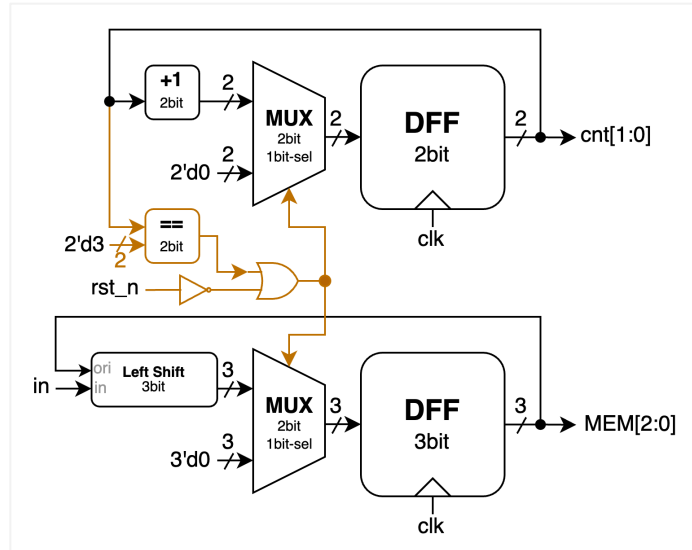 +1
2bit
2
MUX
2bit
1bit-sel
2
DFF
2bit
2
cnt[1:0]
2'd0
2
clk
==
2bit
2'd3
2
rst_n
in
ori
in
Left Shift
3bit
3
MUX
2bit
1bit-sel
3
DFF
3bit
3
MEM[2:0]
3'd0
3
clk